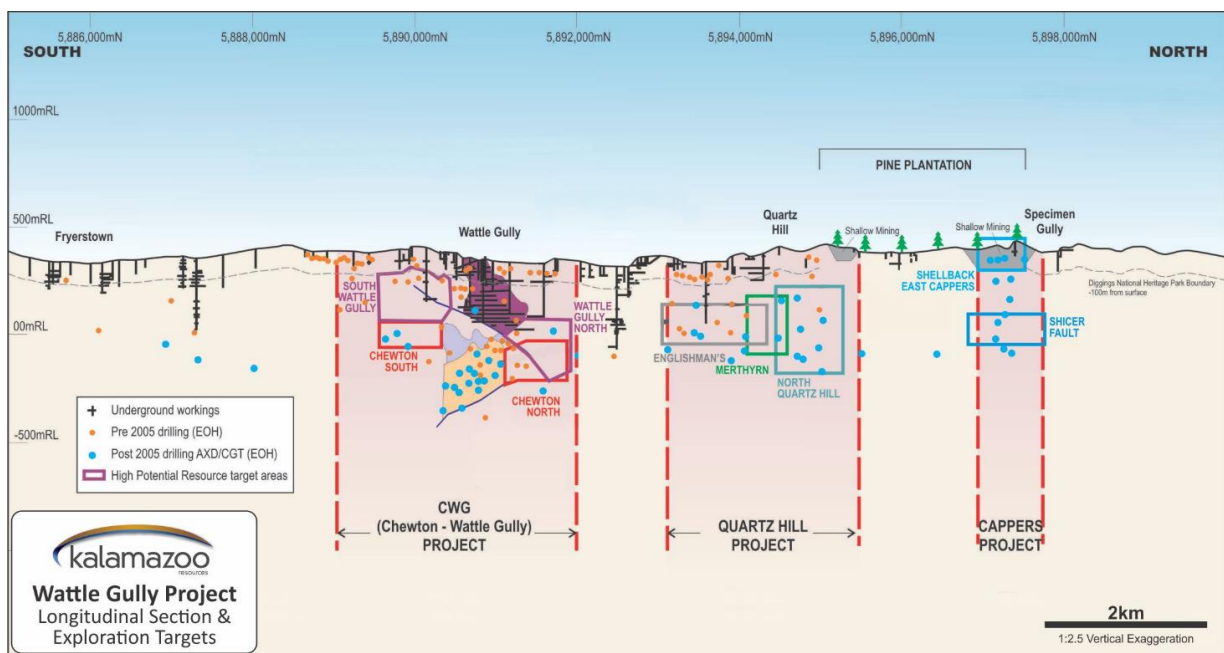 5,886,000mN
5,888,000mN
5,890,000mN
5,892,000mN
5,894,000mN
5,896,000mN
5,898,000mN
SOUTH
NORTH
1000mRL
PINE PLANTATION
500mRL
Fryerstown
Wattle Gully
Quartz
Hill
Shallow Mining
Shallow Mining
Specimen
Gully
SOUTH
WATTLE
GULLY
WATTLE
GULLY
NORTH
SHELLBACK
EAST CAPPERS
Diggings National Heritage Park Boundary
-100m from surface
00mRL
CHEWTON
SOUTH
ENGLISHMAN'S
MERTHYRN
SHICER
FAULT
NORTH
QUARTZ HILL
CHEWTON
NORTH
-500mRL
Underground workings
Pre 2005 drilling (EOH)
Post 2005 drilling AXD/CGT (EOH)
High Potential Resource target areas
CWG
(Chewton - Wattle Gully)
PROJECT
QUARTZ HILL
PROJECT
CAPPERS
PROJECT
kalamazoo
resources
Wattle Gully Project
Longitudinal Section &
Exploration Targets
2km
1:2.5 Vertical Exaggeration